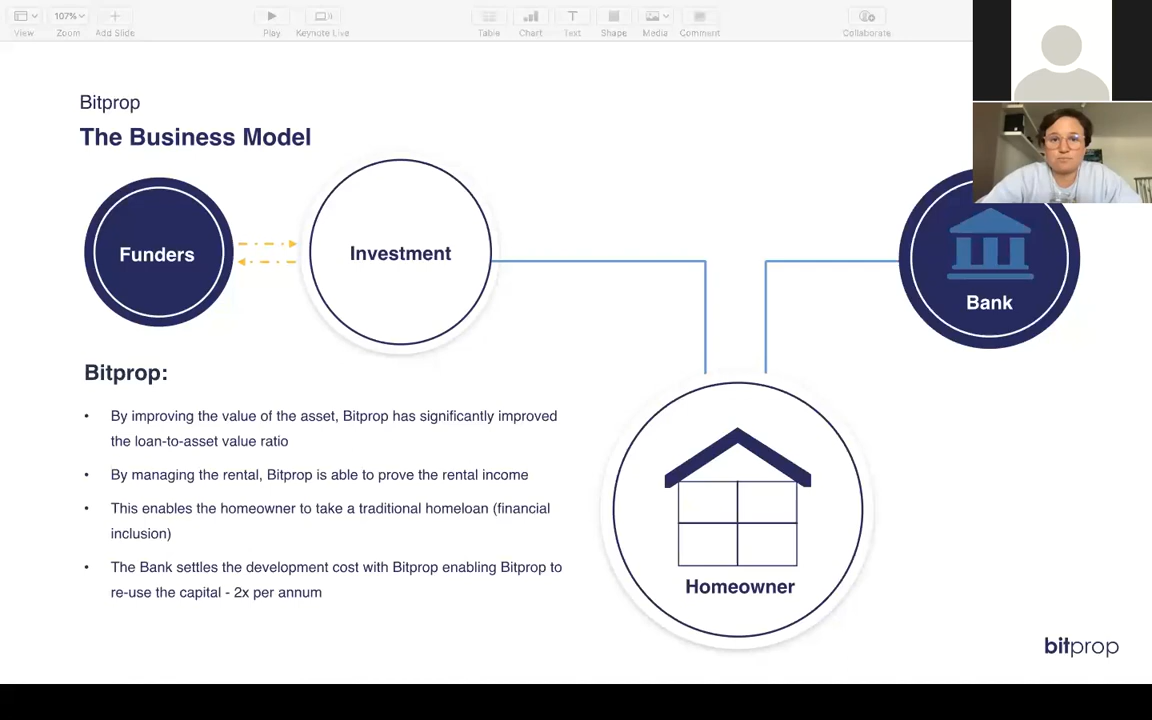 107%
View
Zoom
Add Slide
Play
Keynote Live
Table
Chart
Text
Shape
Media
Comment
Collaborate
Bitprop
The Business Model
Funders
Investment
Bank
Bitprop:
• By improving the value of the asset, Bitprop has significantly improved
the loan-to-asset value ratio
• By managing the rental, Bitprop is able to prove the rental income
• This enables the homeowner to take a traditional homeloan (financial
inclusion)
• The Bank settles the development cost with Bitprop enabling Bitprop to
re-use the capital - 2x per annum
Homeowner
bitprop